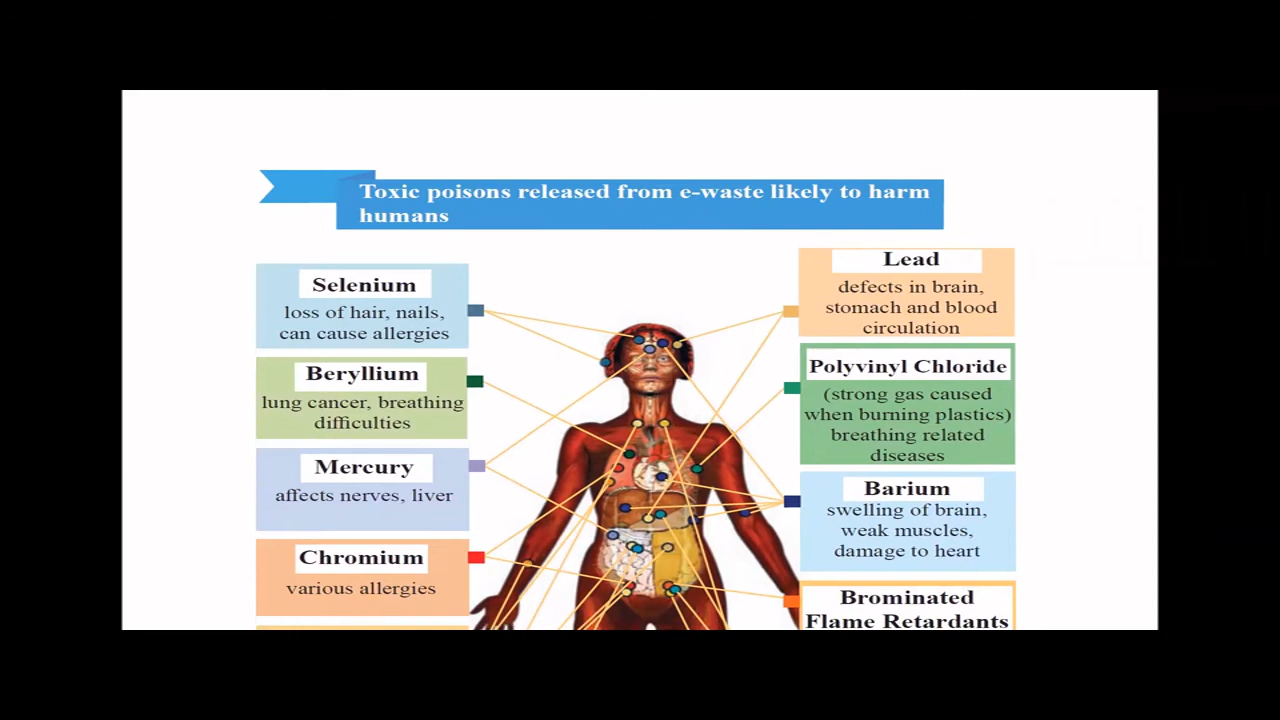 Toxic poisons released from e-waste likely to harm
humans
Selenium
loss of hair, nails,
can cause allergies
Beryllium
lung cancer, breathing
difficulties
Mercury
affects nerves, liver
Chromium
various allergies
Lead
defects in brain,
stomach and blood
circulation
Polyvinyl Chloride
(strong gas caused
when burning plastics)
breathing related
diseases
Barium
swelling of brain,
weak muscles,
damage to heart
Brominated
Flame Retardants